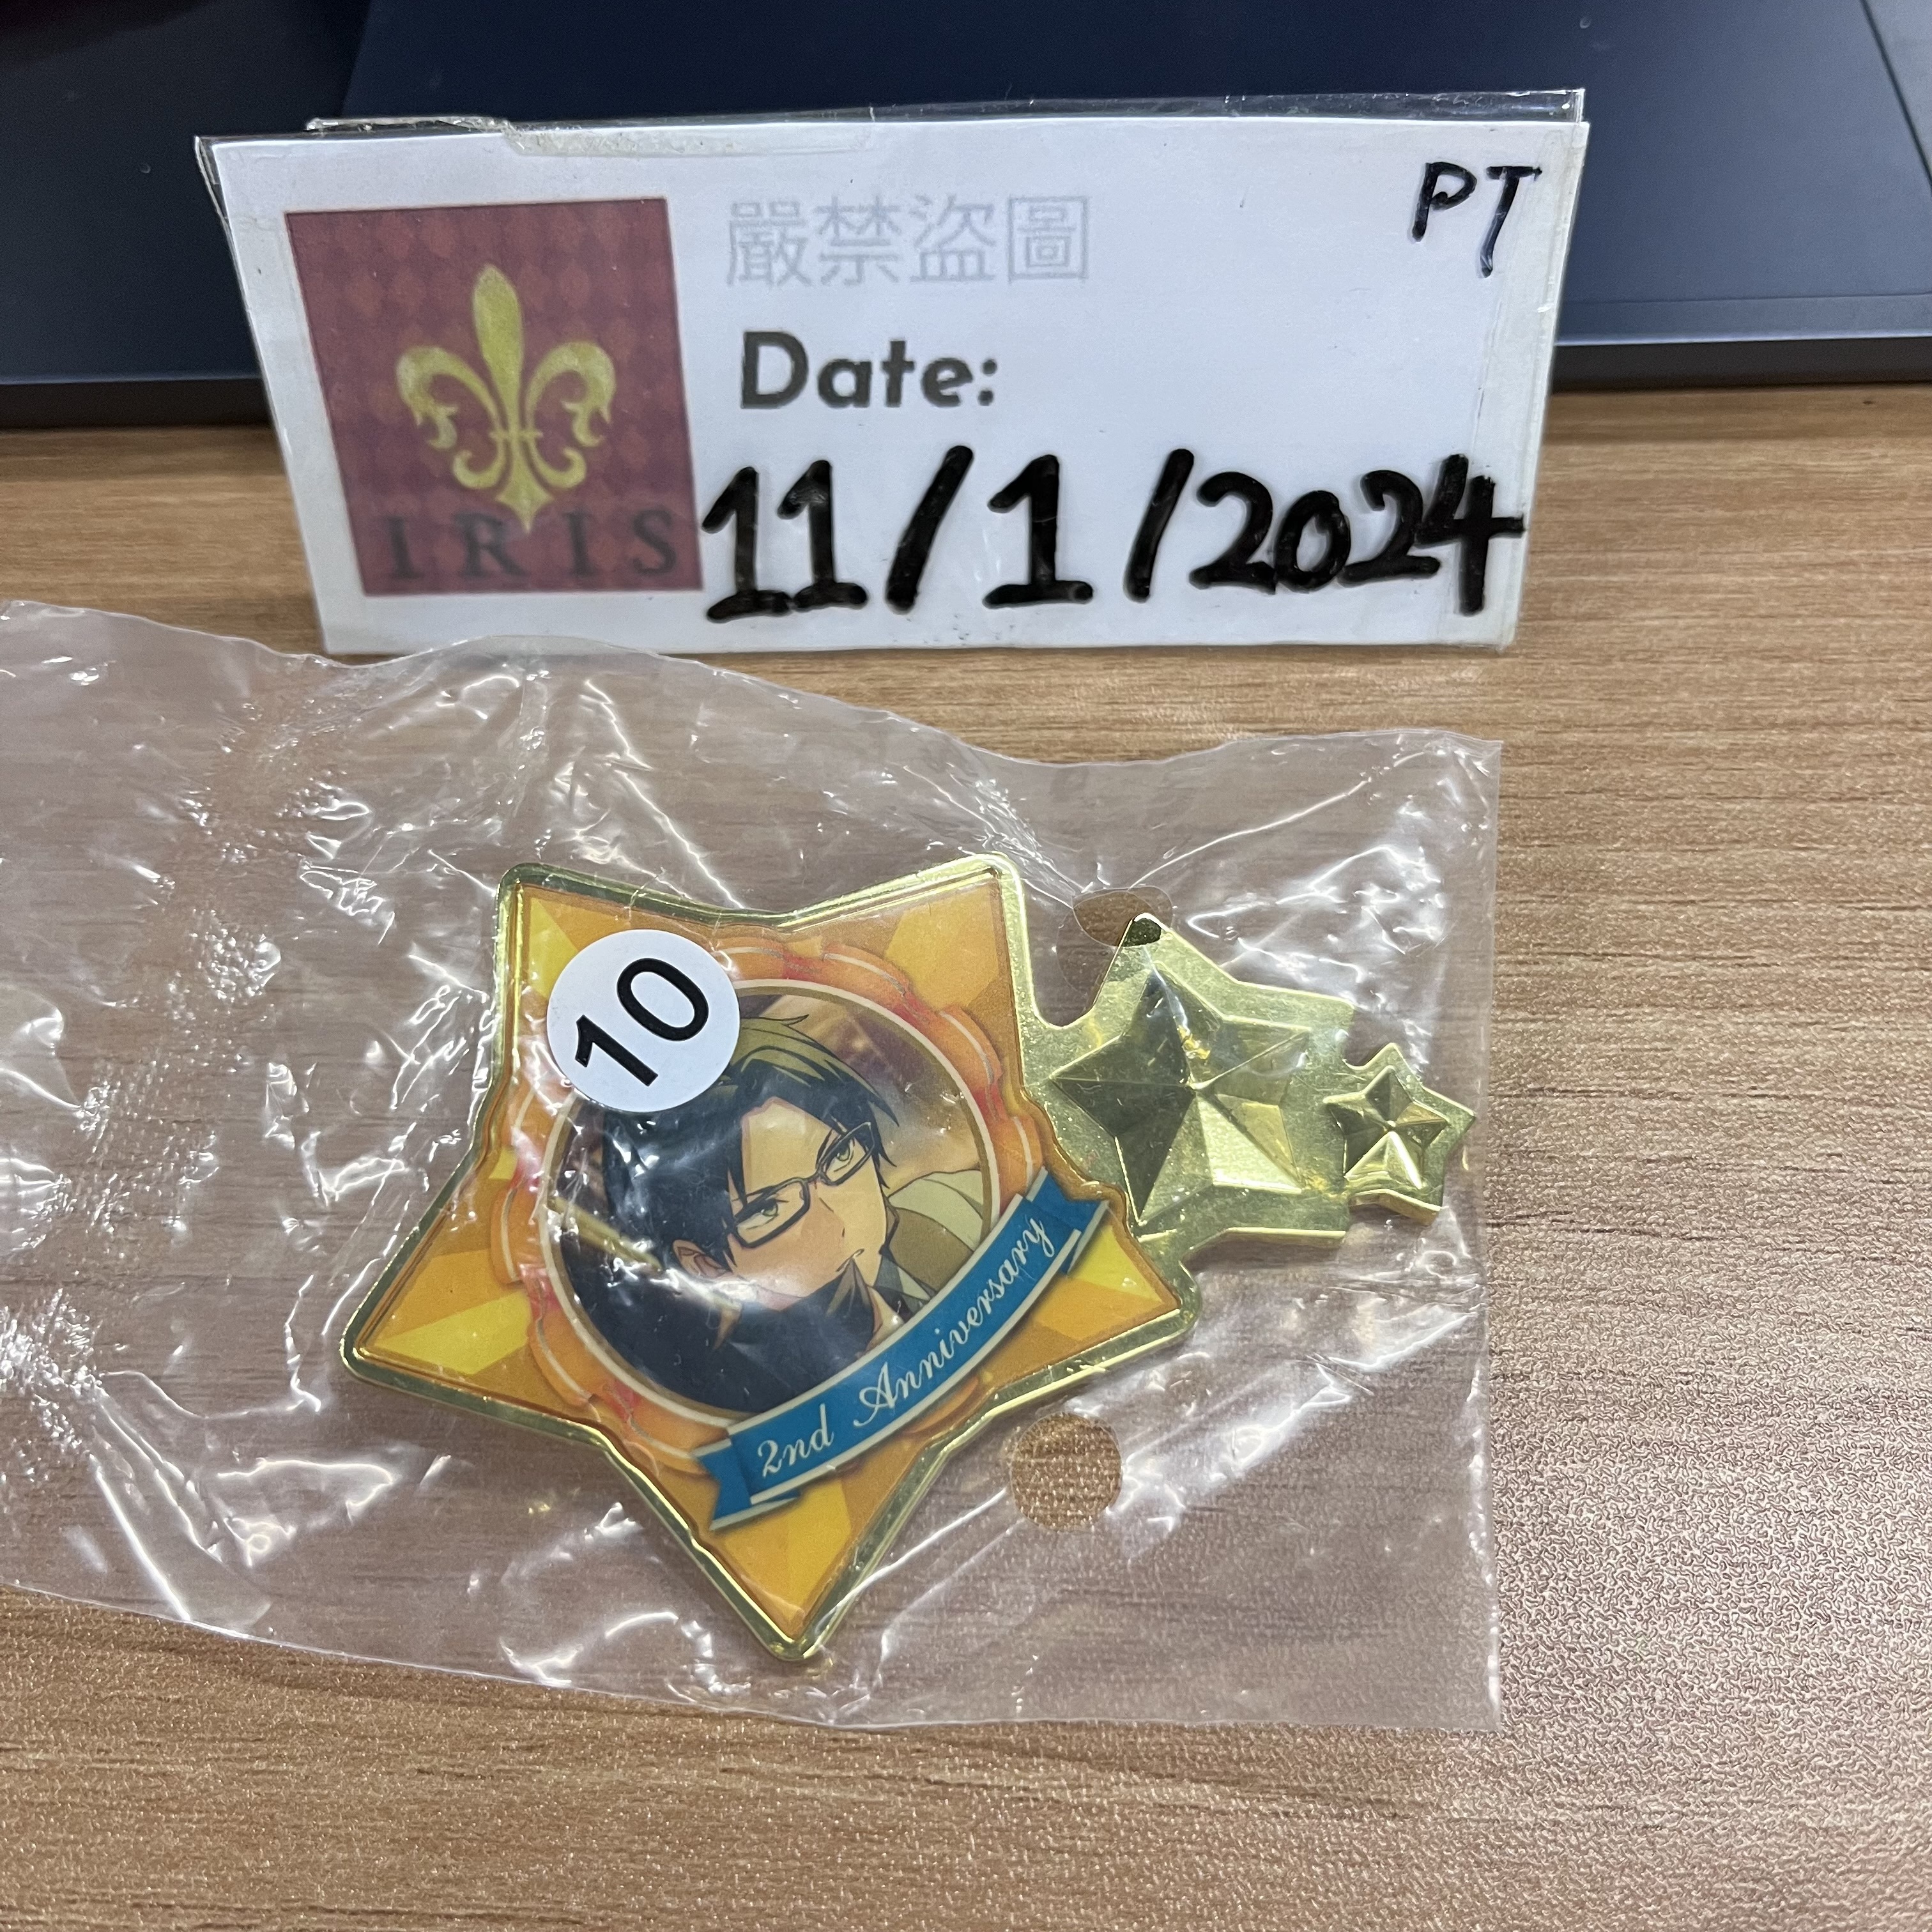 PT
嚴禁盜圖
Date:
11/1/2024
IRIS
10
2nd Anniversary